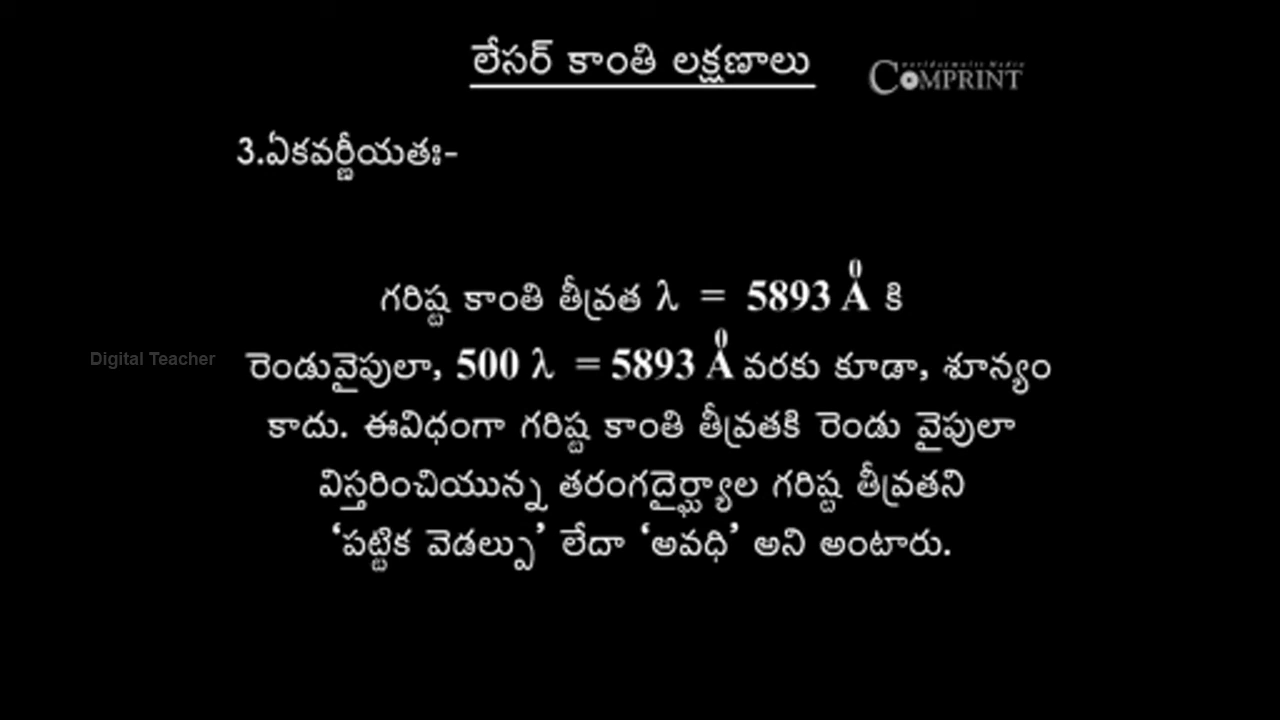 లేసర్ కాంతి లక్షణాలు
COMPRINT
3.ఏకవర్ణీయతః-
గరిష్ట కాంతి తీవ్రత λ = 5893 Å కి
Digital Teacher
రెండువైపులా, 500 λ = 5893 Å వరకు కూడా, శూన్యం
కాదు. ఈవిధంగా గరిష్ట కాంతి తీవ్రతకి రెండు వైపులా
విస్తరించియున్న తరంగదైర్ఘ్యాల గరిష్ట తీవ్రతని
‘పట్టిక వెడల్పు’ లేదా ‘అవధి’ అని అంటారు.